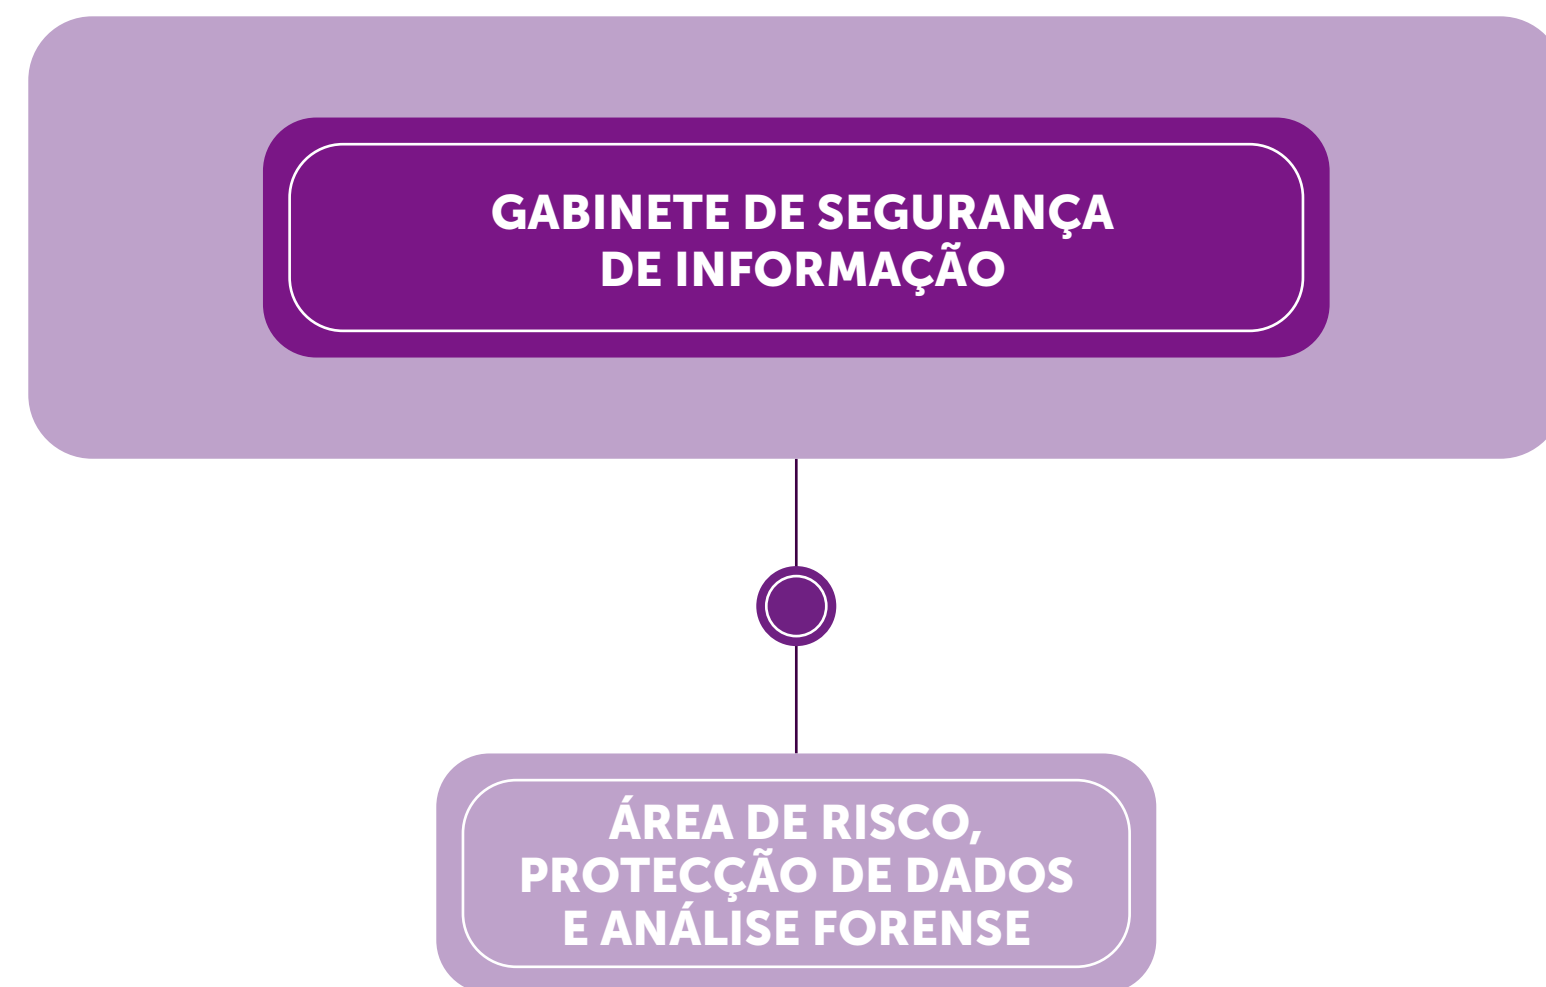 GABINETE DE SEGURANÇA
DE INFORMAÇÃO
ÁREA DE RISCO,
PROTECÇÃO DE DADOS
E ANÁLISE FORENSE